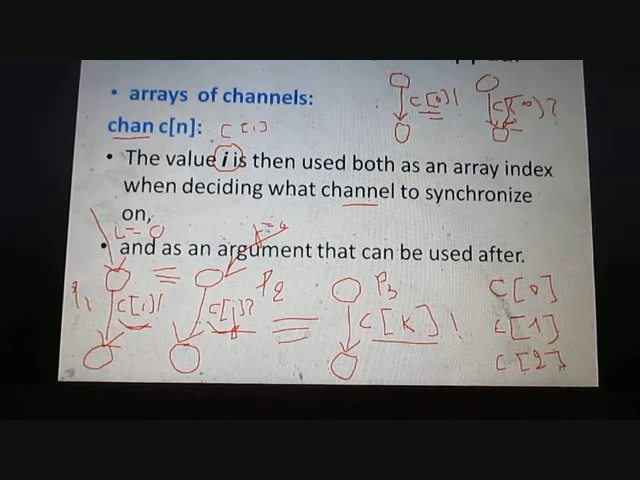 • arrays of channels:
C[0]!
chan c[n]: C[i]
• The value i is then used both as an array index
when deciding what channel to synchronize
on,
i=0
• and as an argument that can be used after.
P1
P2
P3
C[0]
C[i]!
C[j]?
C[K]!
C[1]
C[2]